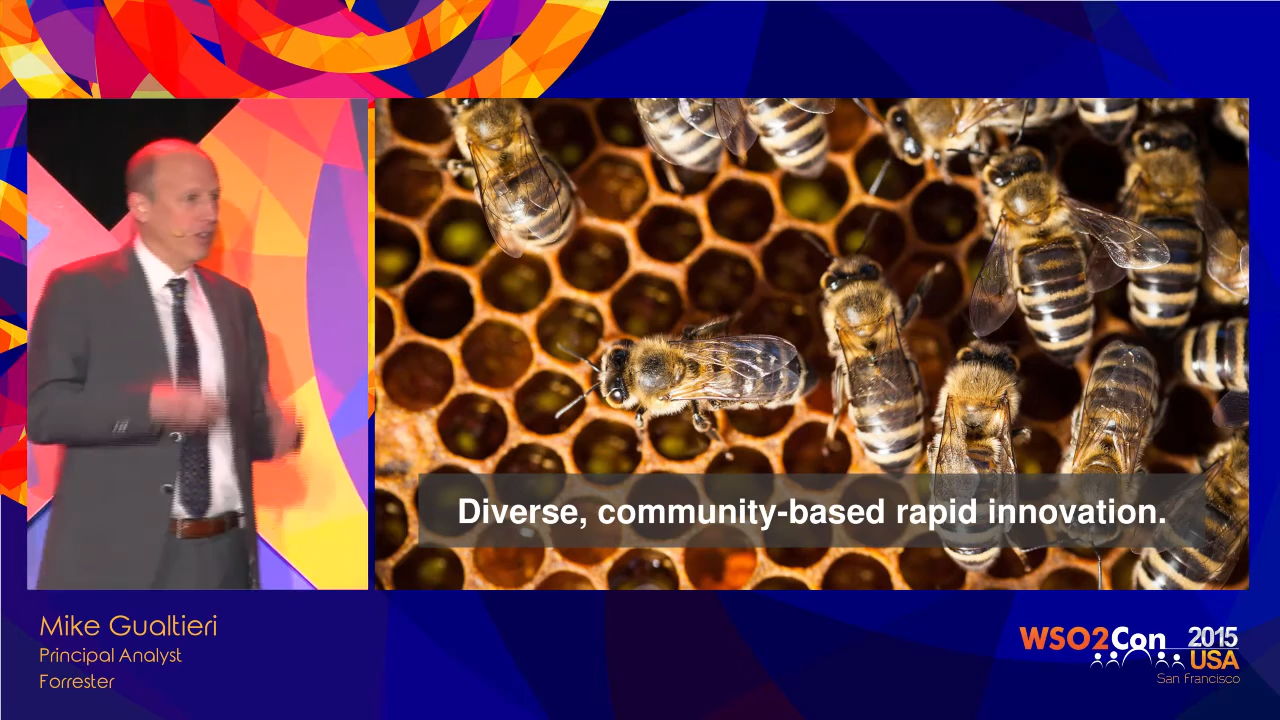 Diverse, community-based rapid innovation.
Mike Gualtieri
Principal Analyst
Forrester
WSO2Con 2015
USA
San Francisco